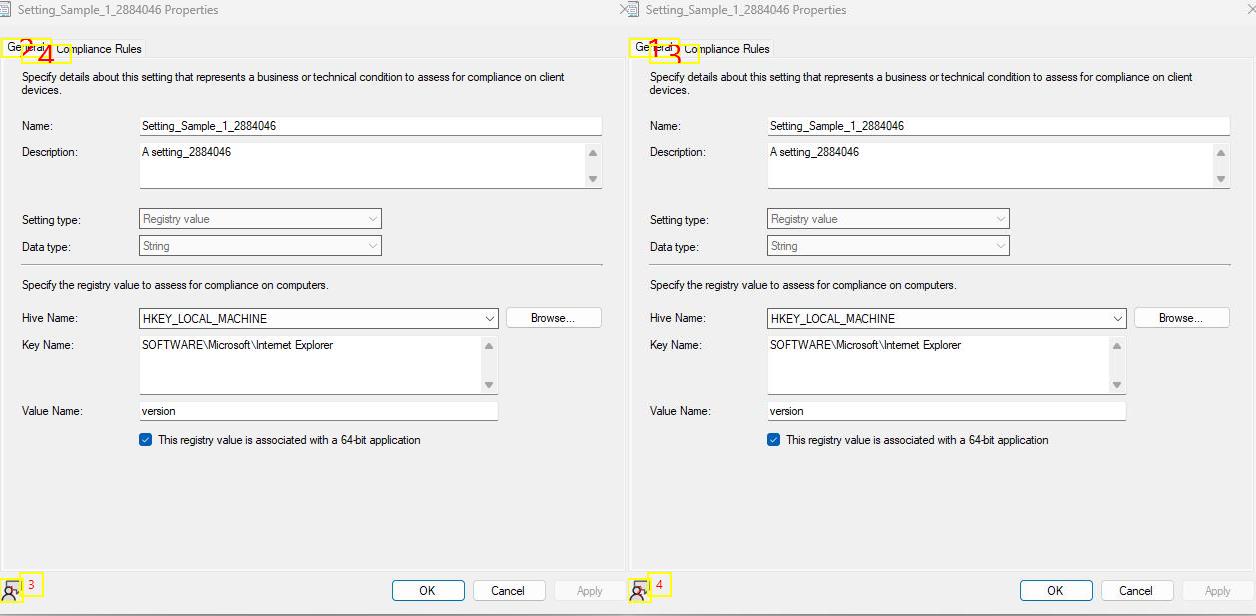 Setting_Sample_1_2884046 Properties
General Compliance Rules
2
4
Specify details about this setting that represents a business or technical condition to assess for compliance on client
devices.
Name: Setting_Sample_1_2884046
Description: A setting_2884046
Setting type: Registry value
Data type: String
Specify the registry value to assess for compliance on computers.
Hive Name: HKEY_LOCAL_MACHINE Browse...
Key Name: SOFTWARE\Microsoft\Internet Explorer
Value Name: version
This registry value is associated with a 64-bit application
3
OK Cancel Apply
Setting_Sample_1_2884046 Properties
General Compliance Rules
1
3
Specify details about this setting that represents a business or technical condition to assess for compliance on client
devices.
Name: Setting_Sample_1_2884046
Description: A setting_2884046
Setting type: Registry value
Data type: String
Specify the registry value to assess for compliance on computers.
Hive Name: HKEY_LOCAL_MACHINE Browse...
Key Name: SOFTWARE\Microsoft\Internet Explorer
Value Name: version
This registry value is associated with a 64-bit application
4
OK Cancel Apply